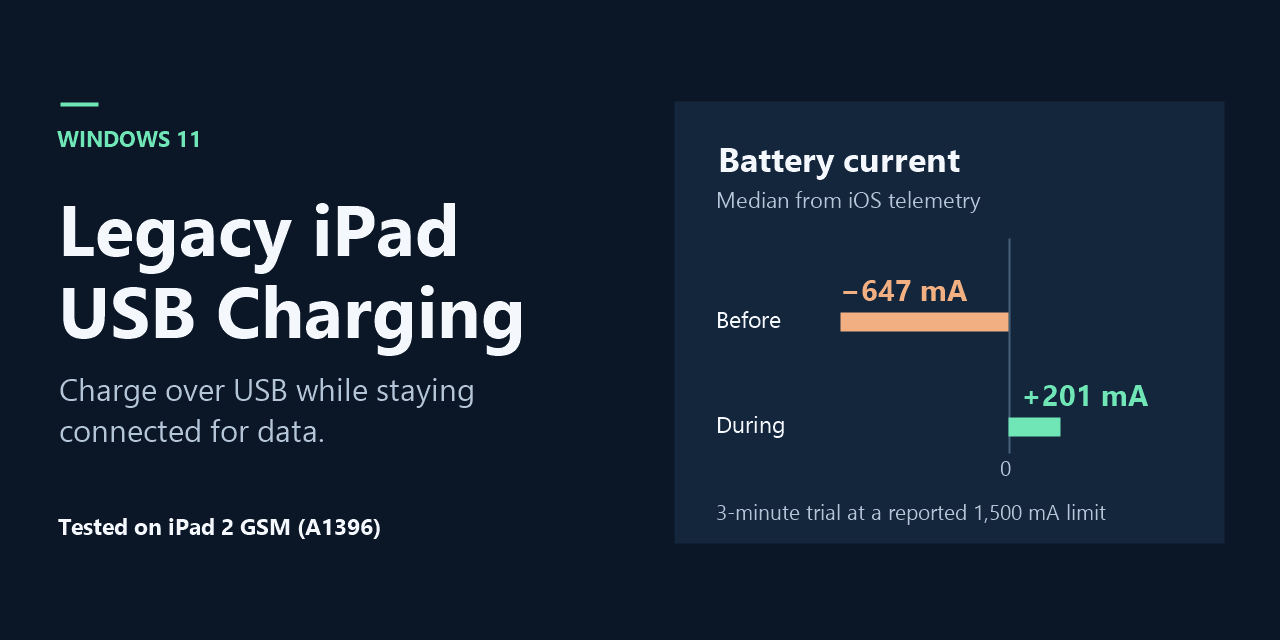 WINDOWS 11
Legacy iPad
USB Charging
Charge over USB while staying
connected for data.
Tested on iPad 2 GSM (A1396)
Battery current
Median from iOS telemetry
−647 mA
Before
+201 mA
During
0
3-minute trial at a reported 1,500 mA limit